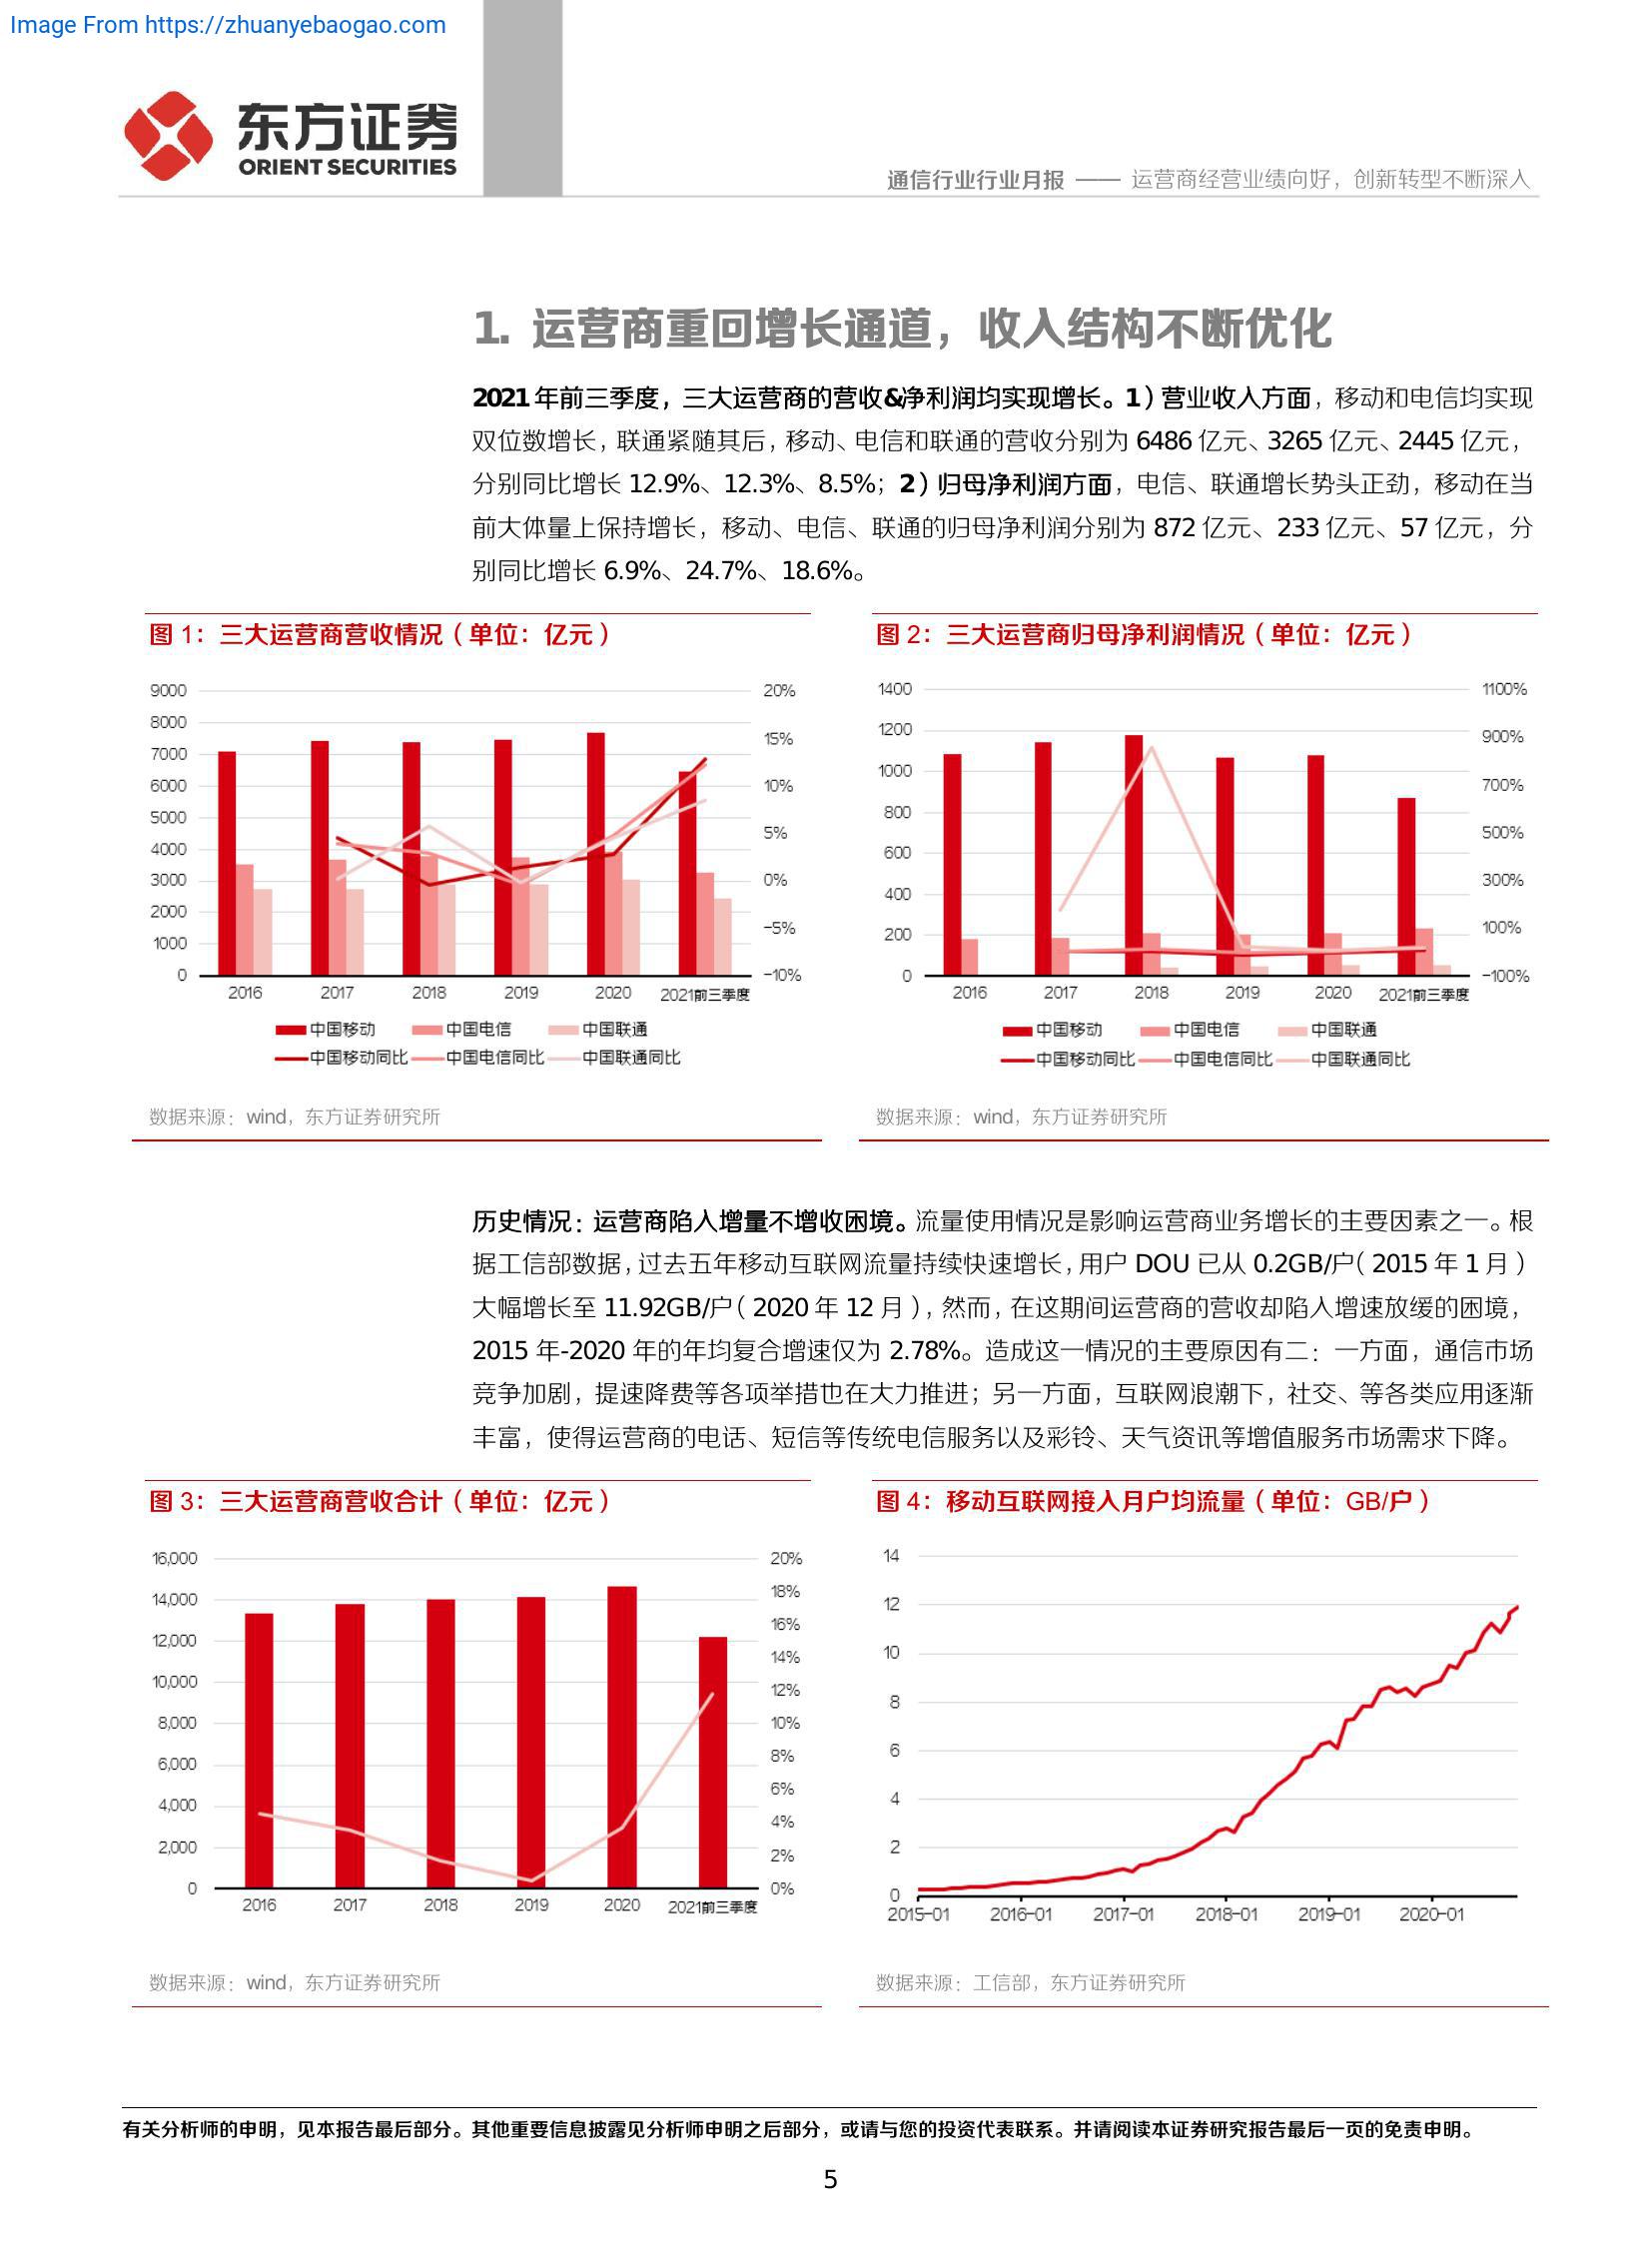 Image From https://zhuanyebaogao.com
东方证券
ORIENT SECURITIES
通信行业行业月报 —— 运营商经营业绩向好，创新转型不断深入
1. 运营商重回增长通道，收入结构不断优化
2021 年前三季度，三大运营商的营收&净利润均实现增长。1）营业收入方面，移动和电信均实现
双位数增长，联通紧随其后，移动、电信和联通的营收分别为 6486 亿元、3265 亿元、2445 亿元，
分别同比增长 12.9%、12.3%、8.5%；2）归母净利润方面，电信、联通增长势头正劲，移动在当
前大体量上保持增长，移动、电信、联通的归母净利润分别为 872 亿元、233 亿元、57 亿元，分
别同比增长 6.9%、24.7%、18.6%。
图 1：三大运营商营收情况（单位：亿元）
9000
8000
7000
6000
5000
4000
3000
2000
1000
0
20%
15%
10%
5%
0%
-5%
-10%
2016 2017 2018 2019 2020 2021前三季度
中国移动 中国电信 中国联通
中国移动同比 中国电信同比 中国联通同比
数据来源：wind，东方证券研究所
图 2：三大运营商归母净利润情况（单位：亿元）
1400
1200
1000
800
600
400
200
0
1100%
900%
700%
500%
300%
100%
-100%
2016 2017 2018 2019 2020 2021前三季度
中国移动 中国电信 中国联通
中国移动同比 中国电信同比 中国联通同比
数据来源：wind，东方证券研究所
历史情况：运营商陷入增量不增收困境。流量使用情况是影响运营商业务增长的主要因素之一。根
据工信部数据，过去五年移动互联网流量持续快速增长，用户 DOU 已从 0.2GB/户（2015 年 1 月）
大幅增长至 11.92GB/户（2020 年 12 月），然而，在这期间运营商的营收却陷入增速放缓的困境，
2015 年-2020 年的年均复合增速仅为 2.78%。造成这一情况的主要原因有二：一方面，通信市场
竞争加剧，提速降费等各项举措也在大力推进；另一方面，互联网浪潮下，社交、等各类应用逐渐
丰富，使得运营商的电话、短信等传统电信服务以及彩铃、天气资讯等增值服务市场需求下降。
图 3：三大运营商营收合计（单位：亿元）
16,000
14,000
12,000
10,000
8,000
6,000
4,000
2,000
0
20%
18%
16%
14%
12%
10%
8%
6%
4%
2%
0%
2016 2017 2018 2019 2020 2021前三季度
数据来源：wind，东方证券研究所
图 4：移动互联网接入月户均流量（单位：GB/户）
14
12
10
8
6
4
2
0
2015-01 2016-01 2017-01 2018-01 2019-01 2020-01
数据来源：工信部，东方证券研究所
有关分析师的申明，见本报告最后部分。其他重要信息披露见分析师申明之后部分，或请与您的投资代表联系。并请阅读本证券研究报告最后一页的免责申明。
5